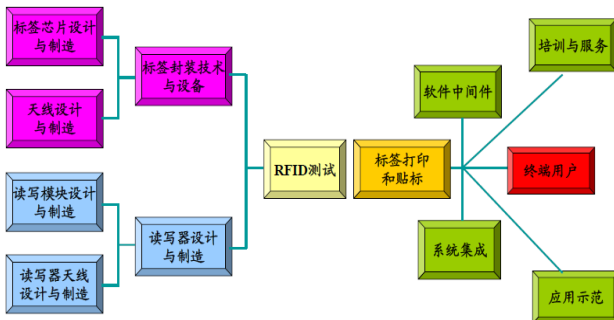 标签芯片设计
与制造
天线设计
与制造
标签封装技术
与设备
读写模块设计
与制造
读写器天线
设计与制造
读写器设计
与制造
RFID测试
标签打印
和贴标
软件中间件
系统集成
培训与服务
终端用户
应用示范